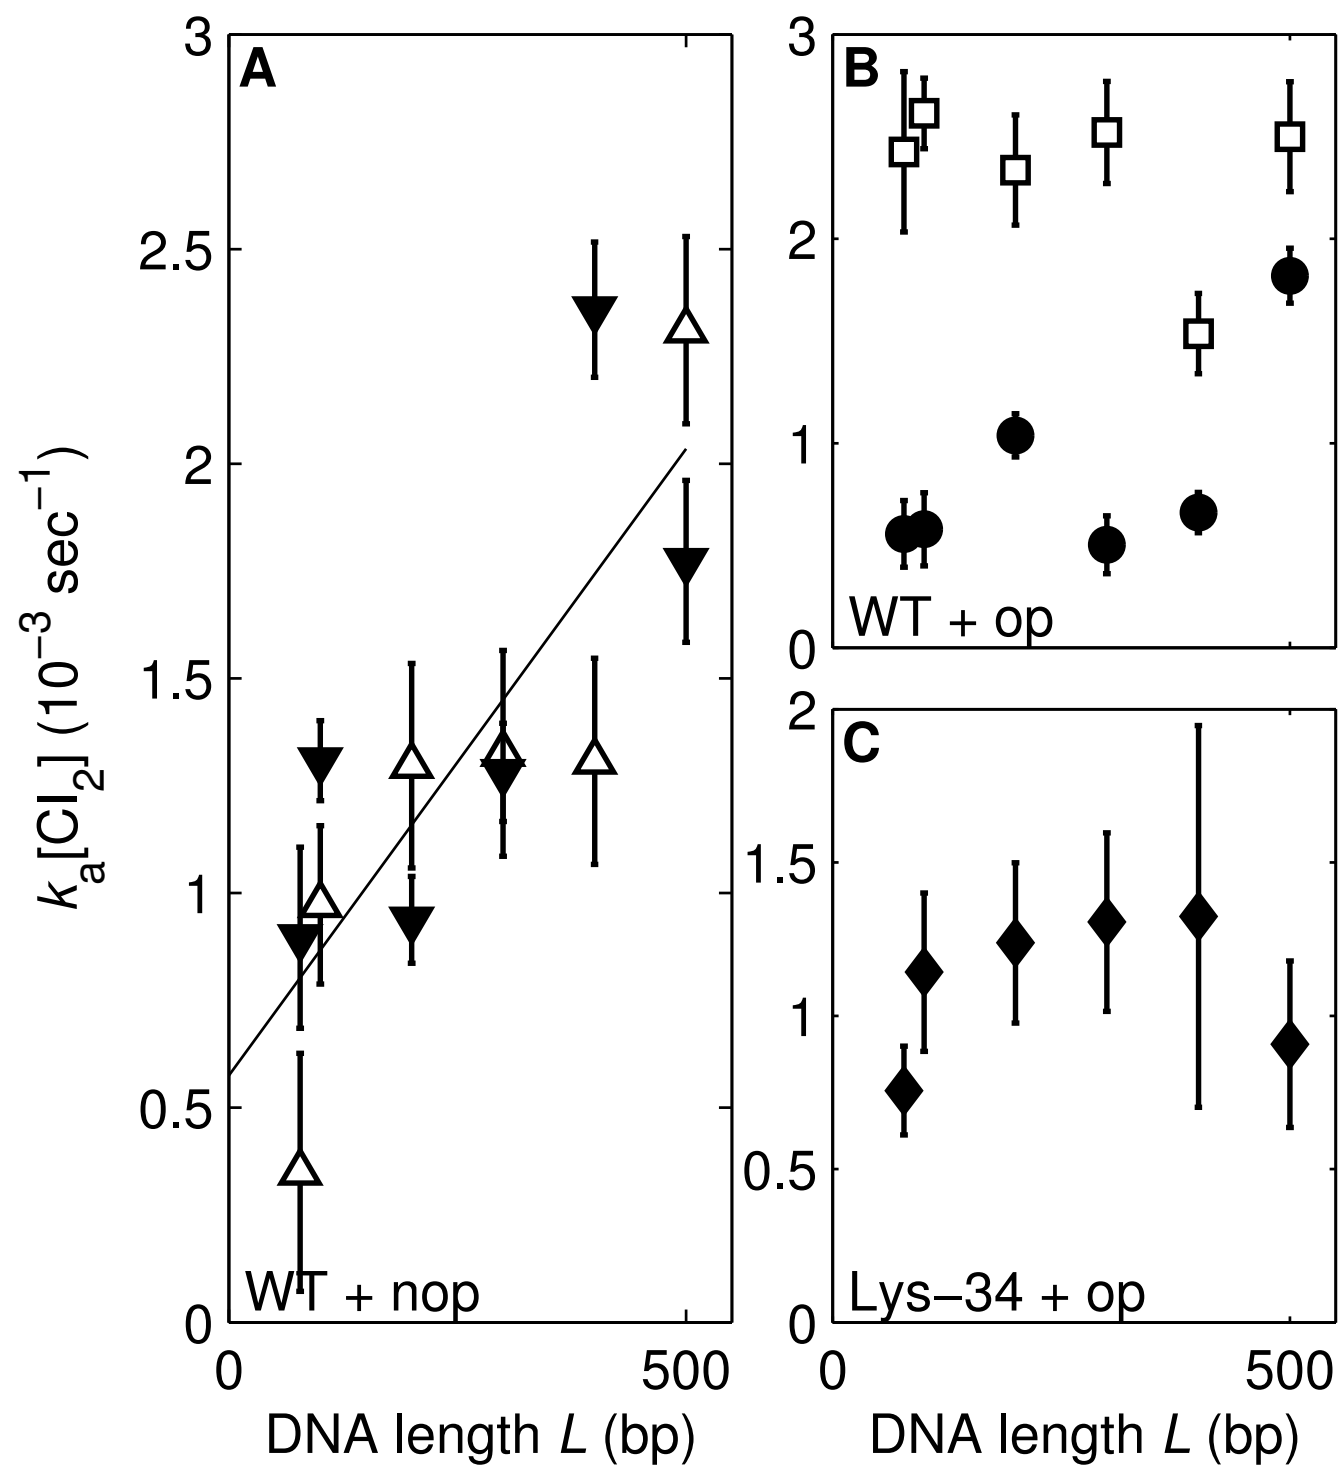 k_a[CI_2] (10^−3 sec^−1)
A
3
2.5
2
1.5
1
0.5
0
WT + nop
0
500
DNA length L (bp)
B
3
2
1
0
WT + op
C
2
1.5
1
0.5
0
Lys−34 + op
0
500
DNA length L (bp)